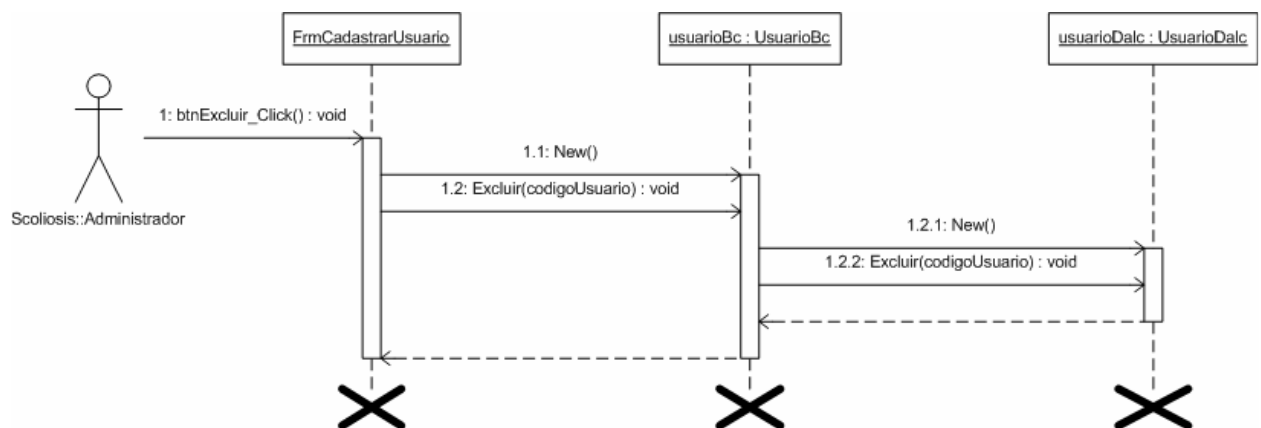 FrmCadastrarUsuario
usuarioBc : UsuarioBc
usuarioDalc : UsuarioDalc
1: btnExcluir_Click() : void
1.1: New()
1.2: Excluir(codigoUsuario) : void
Scoliosis::Administrador
1.2.1: New()
1.2.2: Excluir(codigoUsuario) : void